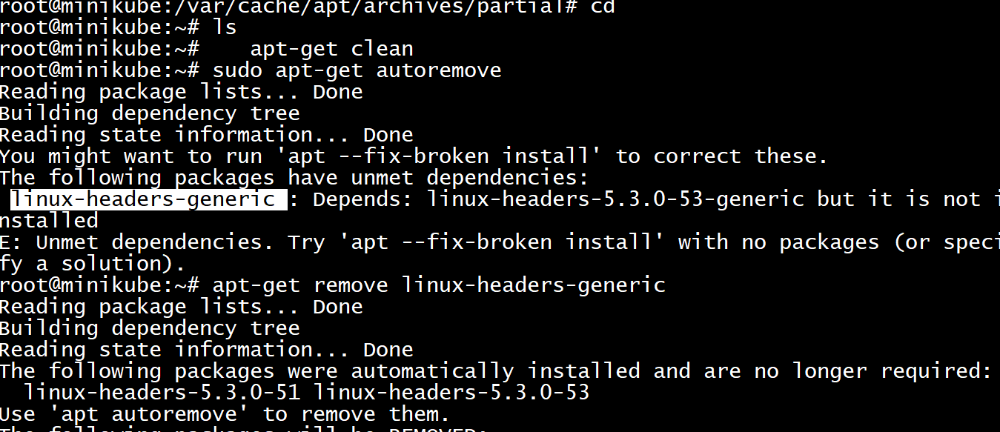 root@minikube:/var/cache/apt/archives/partial# cd
root@minikube:~# ls
root@minikube:~#    apt-get clean
root@minikube:~# sudo apt-get autoremove
Reading package lists... Done
Building dependency tree
Reading state information... Done
You might want to run 'apt --fix-broken install' to correct these.
The following packages have unmet dependencies:
 linux-headers-generic : Depends: linux-headers-5.3.0-53-generic but it is not i
nstalled
E: Unmet dependencies. Try 'apt --fix-broken install' with no packages (or speci
fy a solution).
root@minikube:~# apt-get remove linux-headers-generic
Reading package lists... Done
Building dependency tree
Reading state information... Done
The following packages were automatically installed and are no longer required:
  linux-headers-5.3.0-51 linux-headers-5.3.0-53
Use 'apt autoremove' to remove them.
The following packages will be REMOVED: